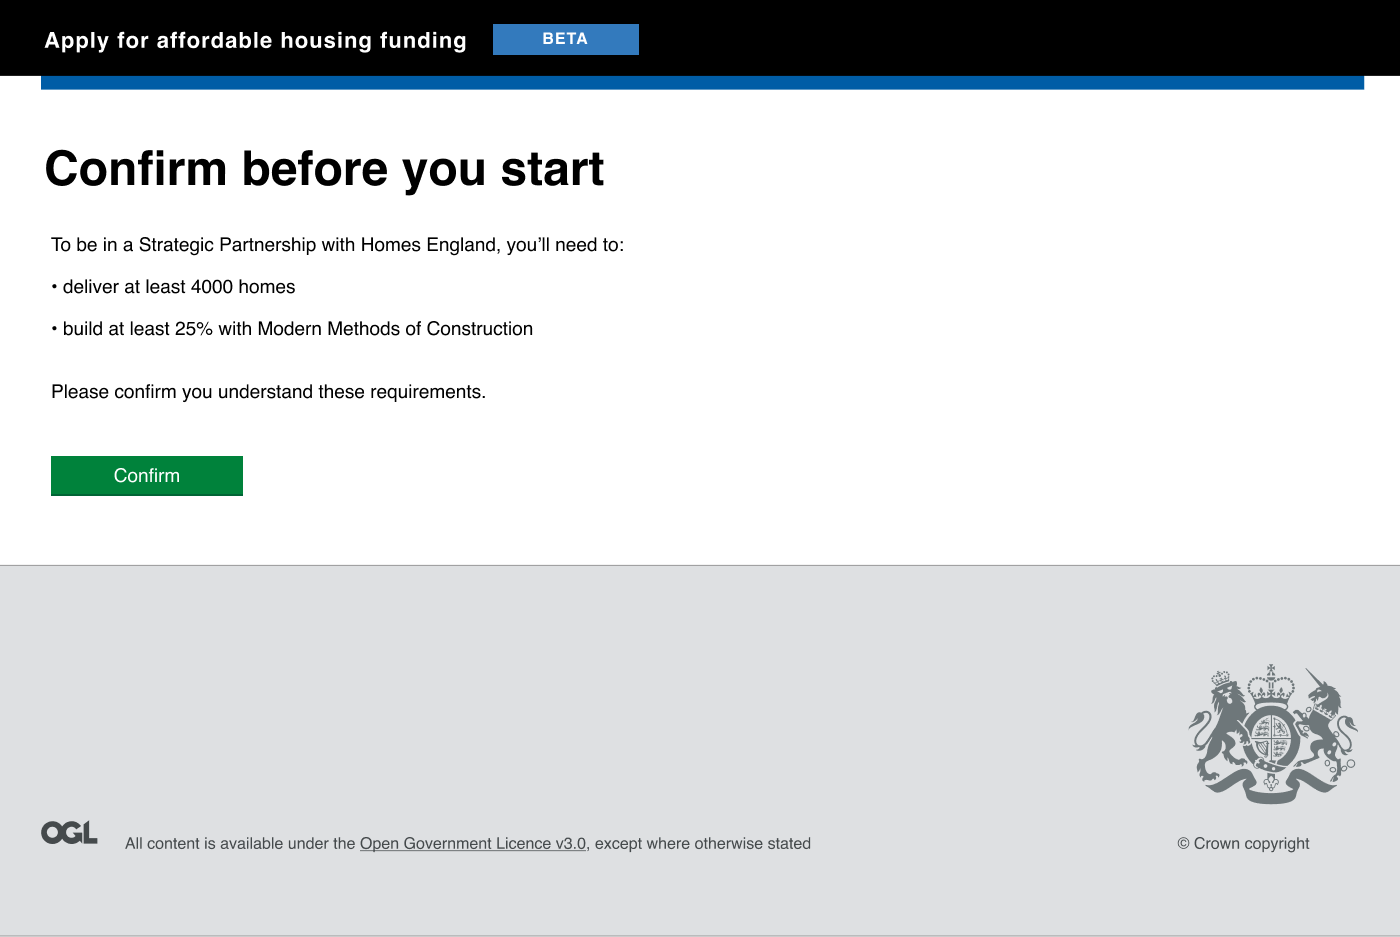 Apply for affordable housing funding BETA
Confirm before you start
To be in a Strategic Partnership with Homes England, you’ll need to:
• deliver at least 4000 homes
• build at least 25% with Modern Methods of Construction
Please confirm you understand these requirements.
Confirm
OGL All content is available under the Open Government Licence v3.0, except where otherwise stated © Crown copyright